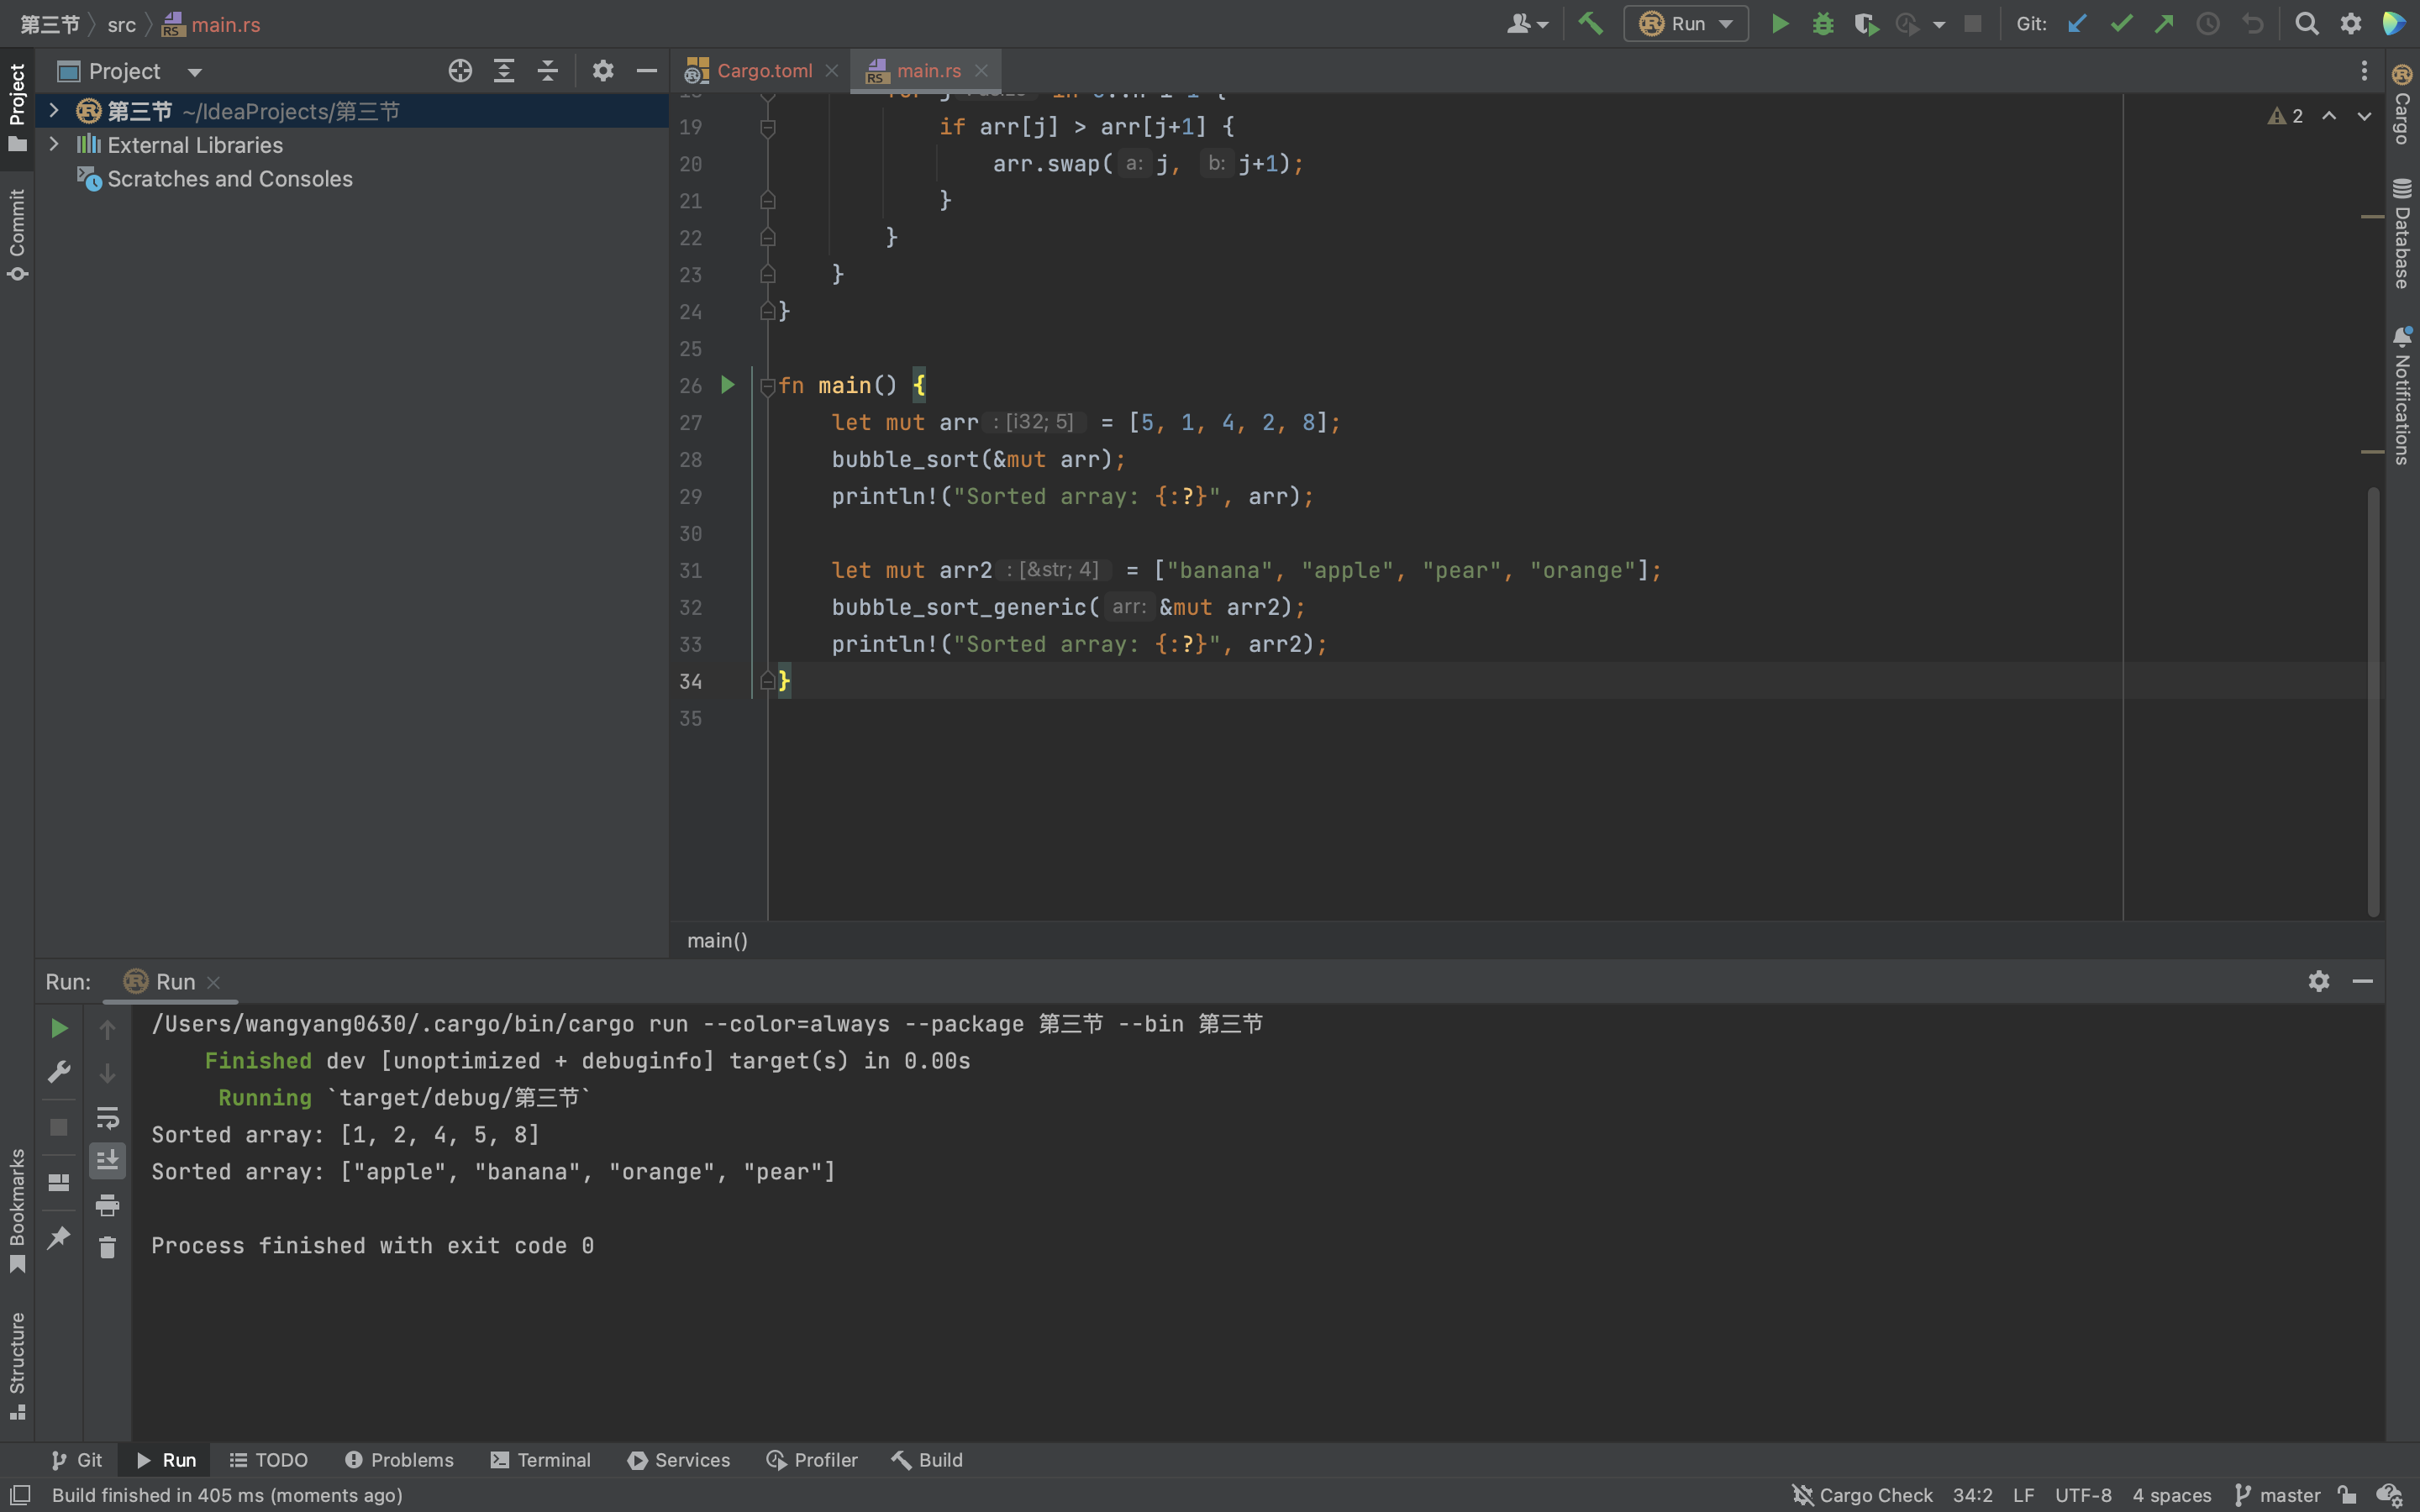 第三节 src main.rs
Run
Git:
Project
Cargo.toml
main.rs
Project
Commit
Bookmarks
Structure
第三节 ~/IdeaProjects/第三节
External Libraries
Scratches and Consoles
2
19 if arr[j] > arr[j+1] {
20 arr.swap( a: j, b: j+1);
21 }
22 }
23 }
24 }
25
26 fn main() {
27 let mut arr : [i32; 5] = [5, 1, 4, 2, 8];
28 bubble_sort(&mut arr);
29 println!("Sorted array: {:?}", arr);
30
31 let mut arr2 : [&str; 4] = ["banana", "apple", "pear", "orange"];
32 bubble_sort_generic( arr: &mut arr2);
33 println!("Sorted array: {:?}", arr2);
34 }
35
main()
Cargo
Database
Notifications
Run: Run
/Users/wangyang0630/.cargo/bin/cargo run --color=always --package 第三节 --bin 第三节
Finished dev [unoptimized + debuginfo] target(s) in 0.00s
Running `target/debug/第三节`
Sorted array: [1, 2, 4, 5, 8]
Sorted array: ["apple", "banana", "orange", "pear"]
Process finished with exit code 0
Git Run TODO Problems Terminal Services Profiler Build
Build finished in 405 ms (moments ago)
Cargo Check 34:2 LF UTF-8 4 spaces master